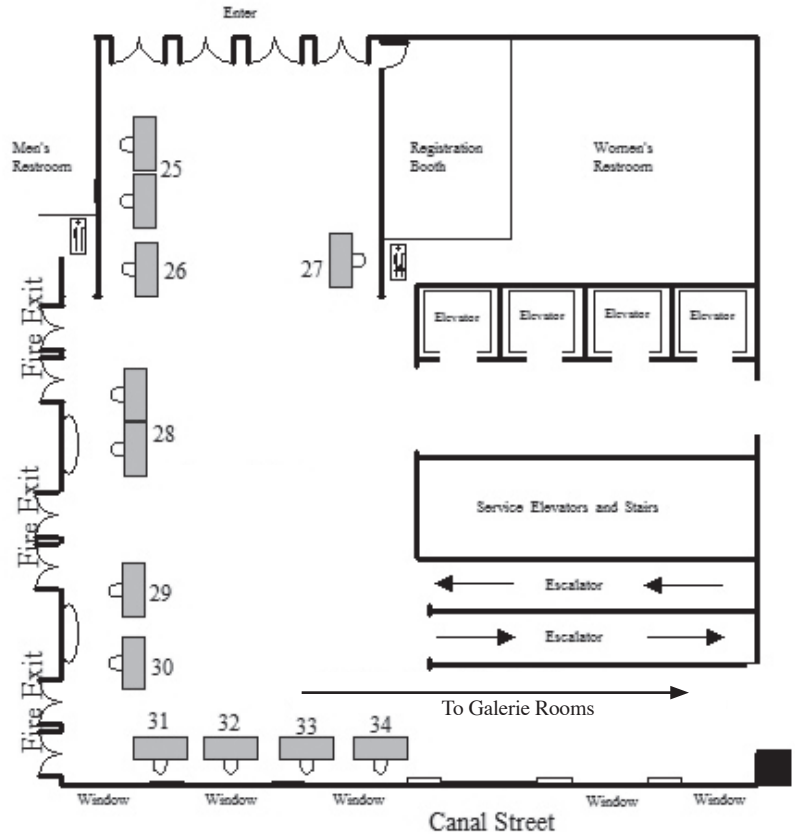 Enter
Men's
Restroom
25
Registration
Booth
Women's
Restroom
26
27
Fire Exit
Elevator
Elevator
Elevator
Elevator
28
Fire Exit
Service Elevators and Stairs
29
Escalator
30
Escalator
Fire Exit
To Galerie Rooms
31
32
33
34
Window
Window
Window
Window
Window
Canal Street